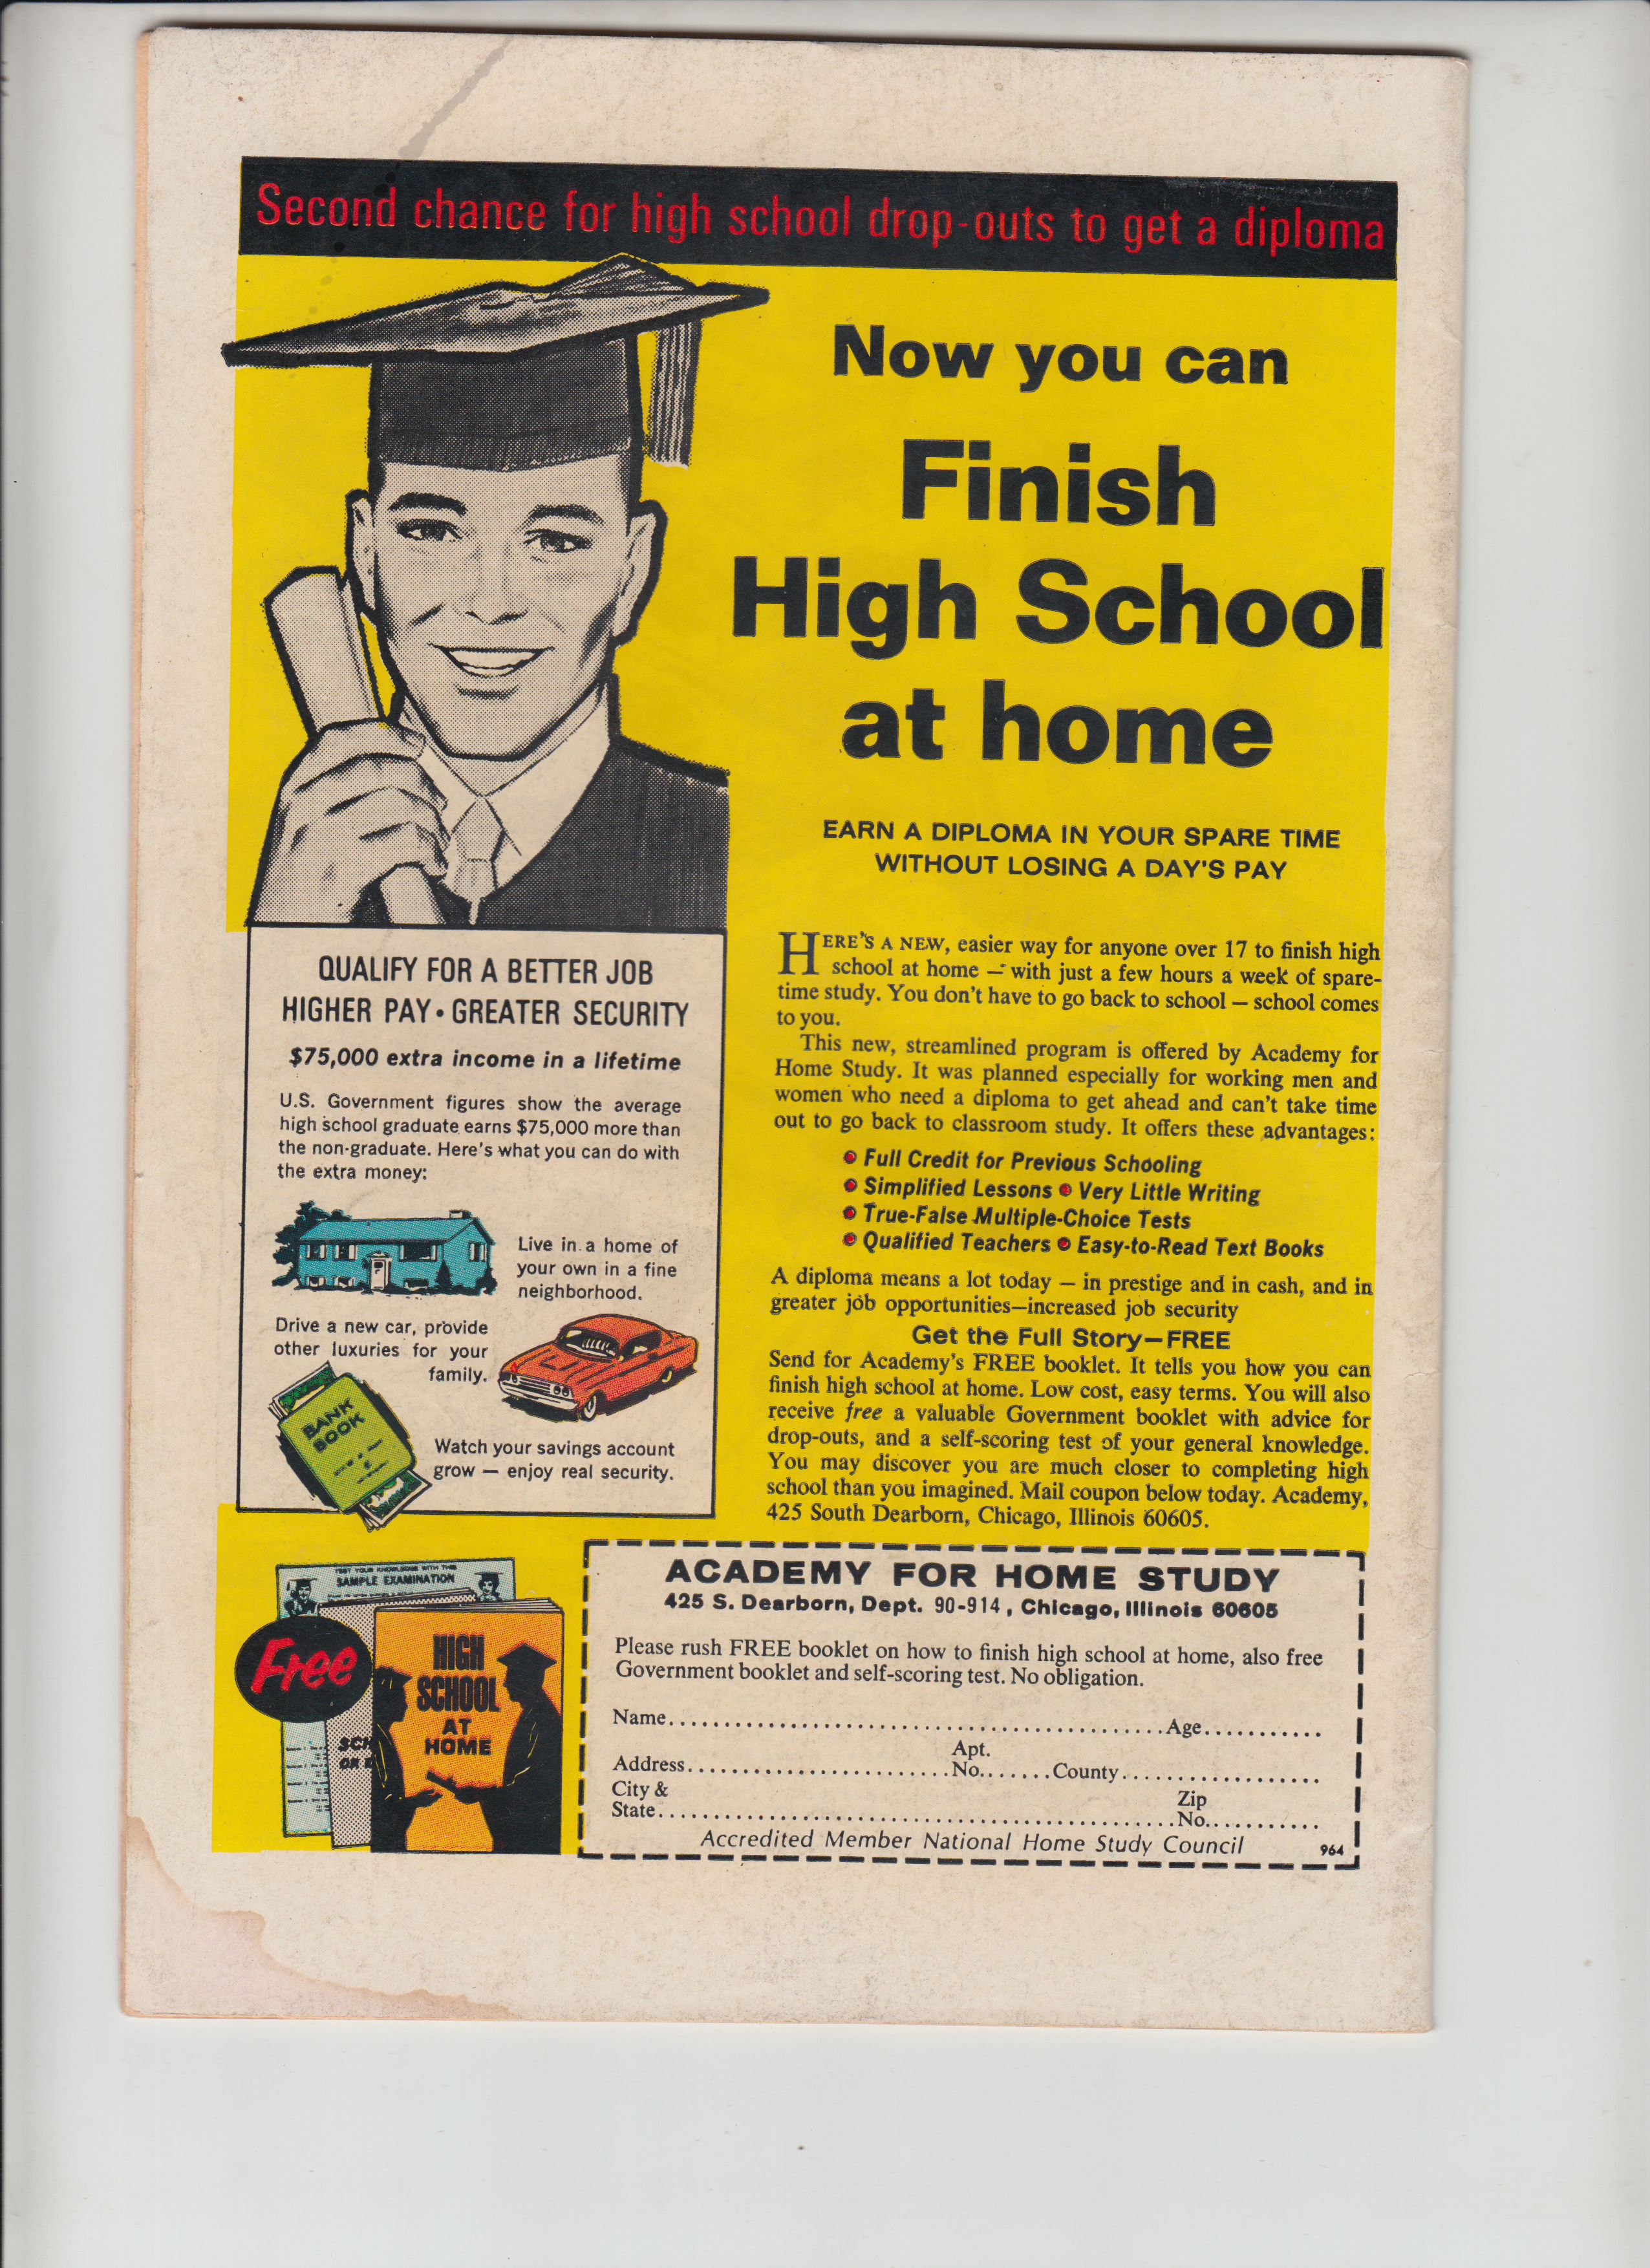 Second chance for high school drop-outs to get a diploma
Now you can
Finish
High School
at home
EARN A DIPLOMA IN YOUR SPARE TIME
WITHOUT LOSING A DAY'S PAY
HERE'S A NEW, easier way for anyone over 17 to finish high
school at home — with just a few hours a week of spare-
time study. You don't have to go back to school — school comes
to you.
This new, streamlined program is offered by Academy for
Home Study. It was planned especially for working men and
women who need a diploma to get ahead and can't take time
out to go back to classroom study. It offers these advantages:
• Full Credit for Previous Schooling
• Simplified Lessons • Very Little Writing
• True-False Multiple-Choice Tests
• Qualified Teachers • Easy-to-Read Text Books
A diploma means a lot today — in prestige and in cash, and in
greater job opportunities—increased job security
Get the Full Story—FREE
Send for Academy's FREE booklet. It tells you how you can
finish high school at home. Low cost, easy terms. You will also
receive free a valuable Government booklet with advice for
drop-outs, and a self-scoring test of your general knowledge.
You may discover you are much closer to completing high
school than you imagined. Mail coupon below today. Academy,
425 South Dearborn, Chicago, Illinois 60605.
QUALIFY FOR A BETTER JOB
HIGHER PAY • GREATER SECURITY
$75,000 extra income in a lifetime
U.S. Government figures show the average
high school graduate earns $75,000 more than
the non-graduate. Here's what you can do with
the extra money:
Live in a home of
your own in a fine
neighborhood.
Drive a new car, provide
other luxuries for your
family.
BANK
BOOK
Watch your savings account
grow — enjoy real security.
TEST YOUR KNOWLEDGE WITH THIS
SAMPLE EXAMINATION
Free
HIGH
SCHOOL
AT
HOME
ACADEMY FOR HOME STUDY
425 S. Dearborn, Dept. 90-914, Chicago, Illinois 60605
Please rush FREE booklet on how to finish high school at home, also free
Government booklet and self-scoring test. No obligation.
Name..............................................Age...........
Apt.
Address........................No.......County...................
City &
Zip
State................................................No...........
Accredited Member National Home Study Council
964